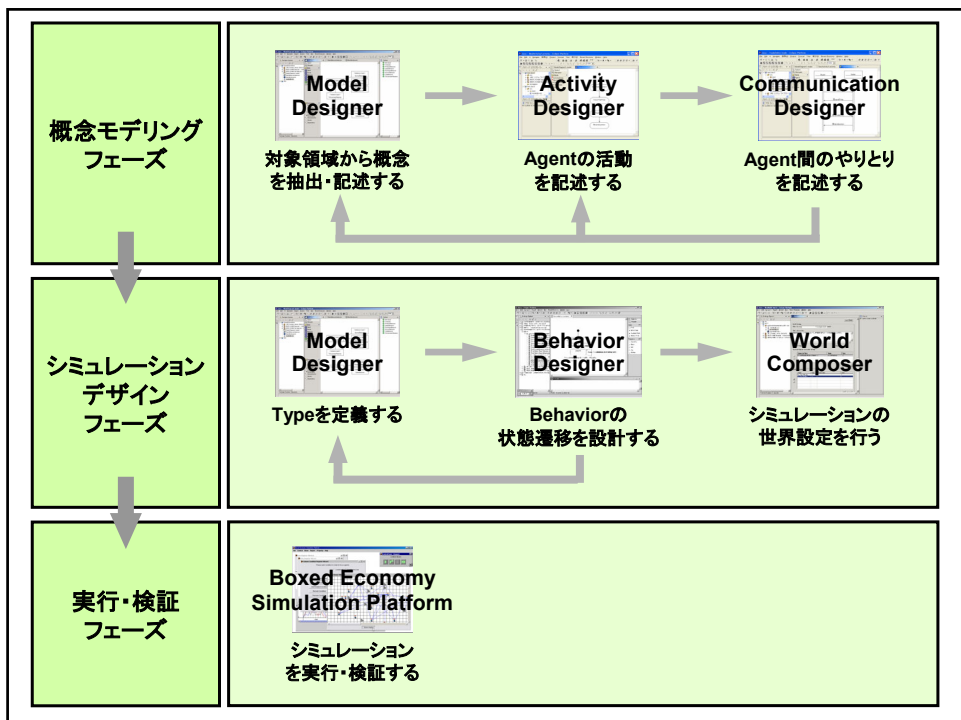 概念モデリング
フェーズ
Model
Designer
Activity
Designer
Communication
Designer
対象領域から概念
を抽出・記述する
Agentの活動
を記述する
Agent間のやりとり
を記述する
シミュレーション
デザイン
フェーズ
Model
Designer
Behavior
Designer
World
Composer
Typeを定義する
Behaviorの
状態遷移を設計する
シミュレーションの
世界設定を行う
実行・検証
フェーズ
Boxed Economy
Simulation Platform
シミュレーション
を実行・検証する